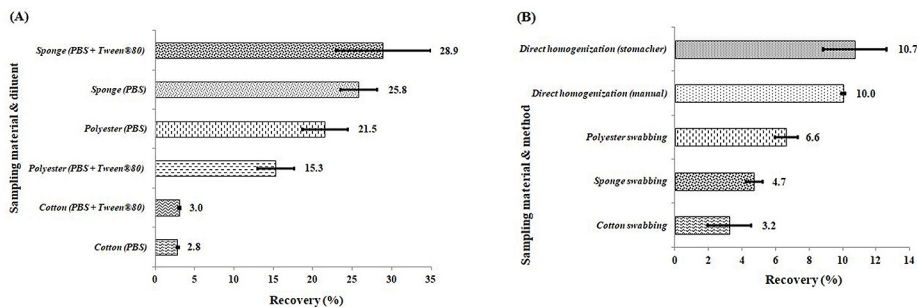 (A)
Sampling material & diluent
Sponge (PBS + Tween®80)
28.9
Sponge (PBS)
25.8
Polyester (PBS)
21.5
Polyester (PBS + Tween®80)
15.3
Cotton (PBS + Tween®80)
3.0
Cotton (PBS)
2.8
0 5 10 15 20 25 30 35
Recovery (%)
(B)
Sampling material & method
Direct homogenization (stomacher)
10.7
Direct homogenization (manual)
10.0
Polyester swabbing
6.6
Sponge swabbing
4.7
Cotton swabbing
3.2
0 2 4 6 8 10 12 14
Recovery (%)